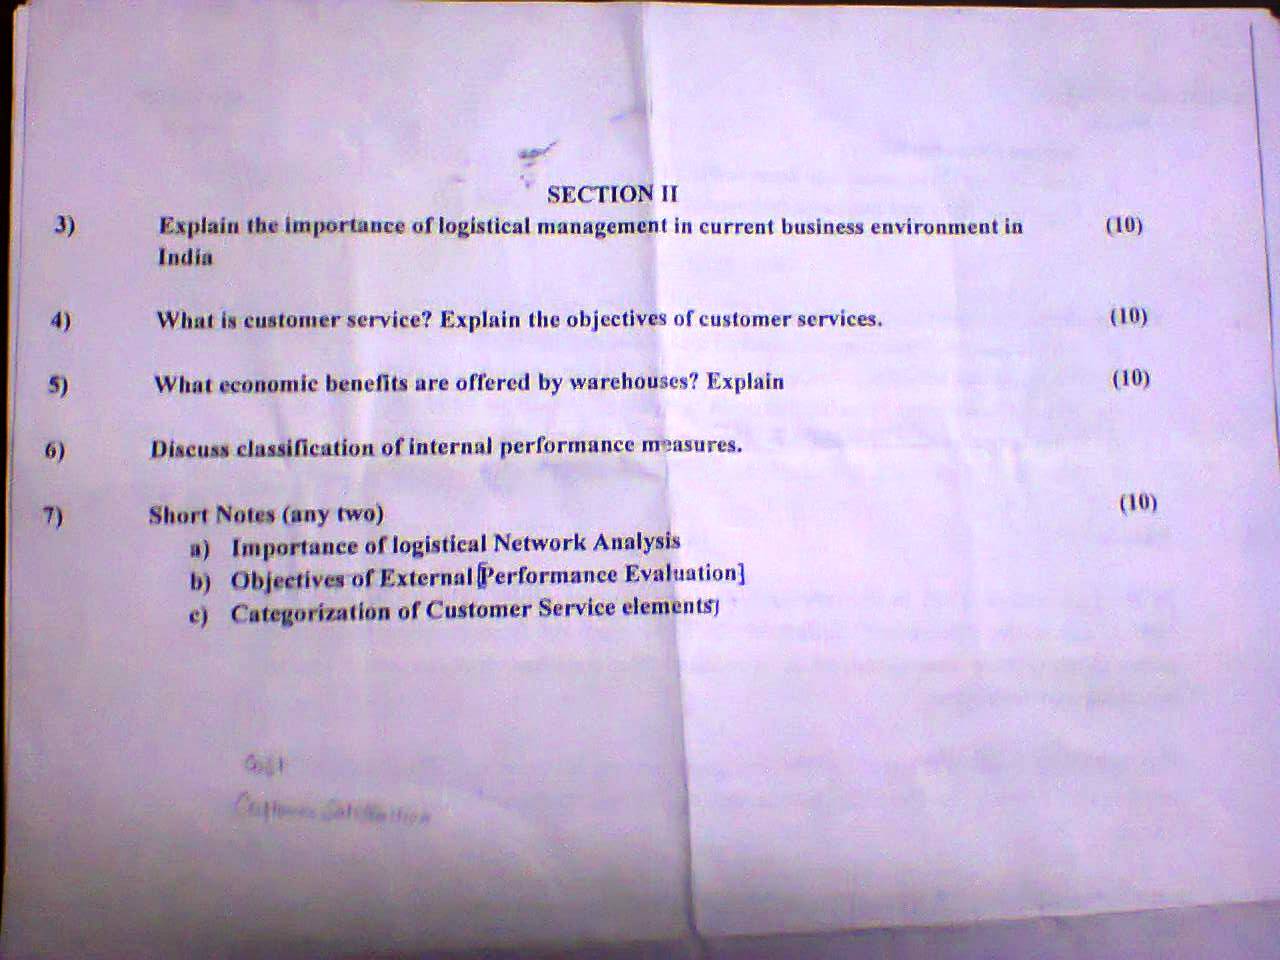 SECTION II
3) Explain the importance of logistical management in current business environment in (10)
India
4) What is customer service? Explain the objectives of customer services. (10)
5) What economic benefits are offered by warehouses? Explain (10)
6) Discuss classification of internal performance measures.
7) Short Notes (any two) (10)
a) Importance of logistical Network Analysis
b) Objectives of External [Performance Evaluation]
c) Categorization of Customer Service elements
Cost
Customer Satisfaction